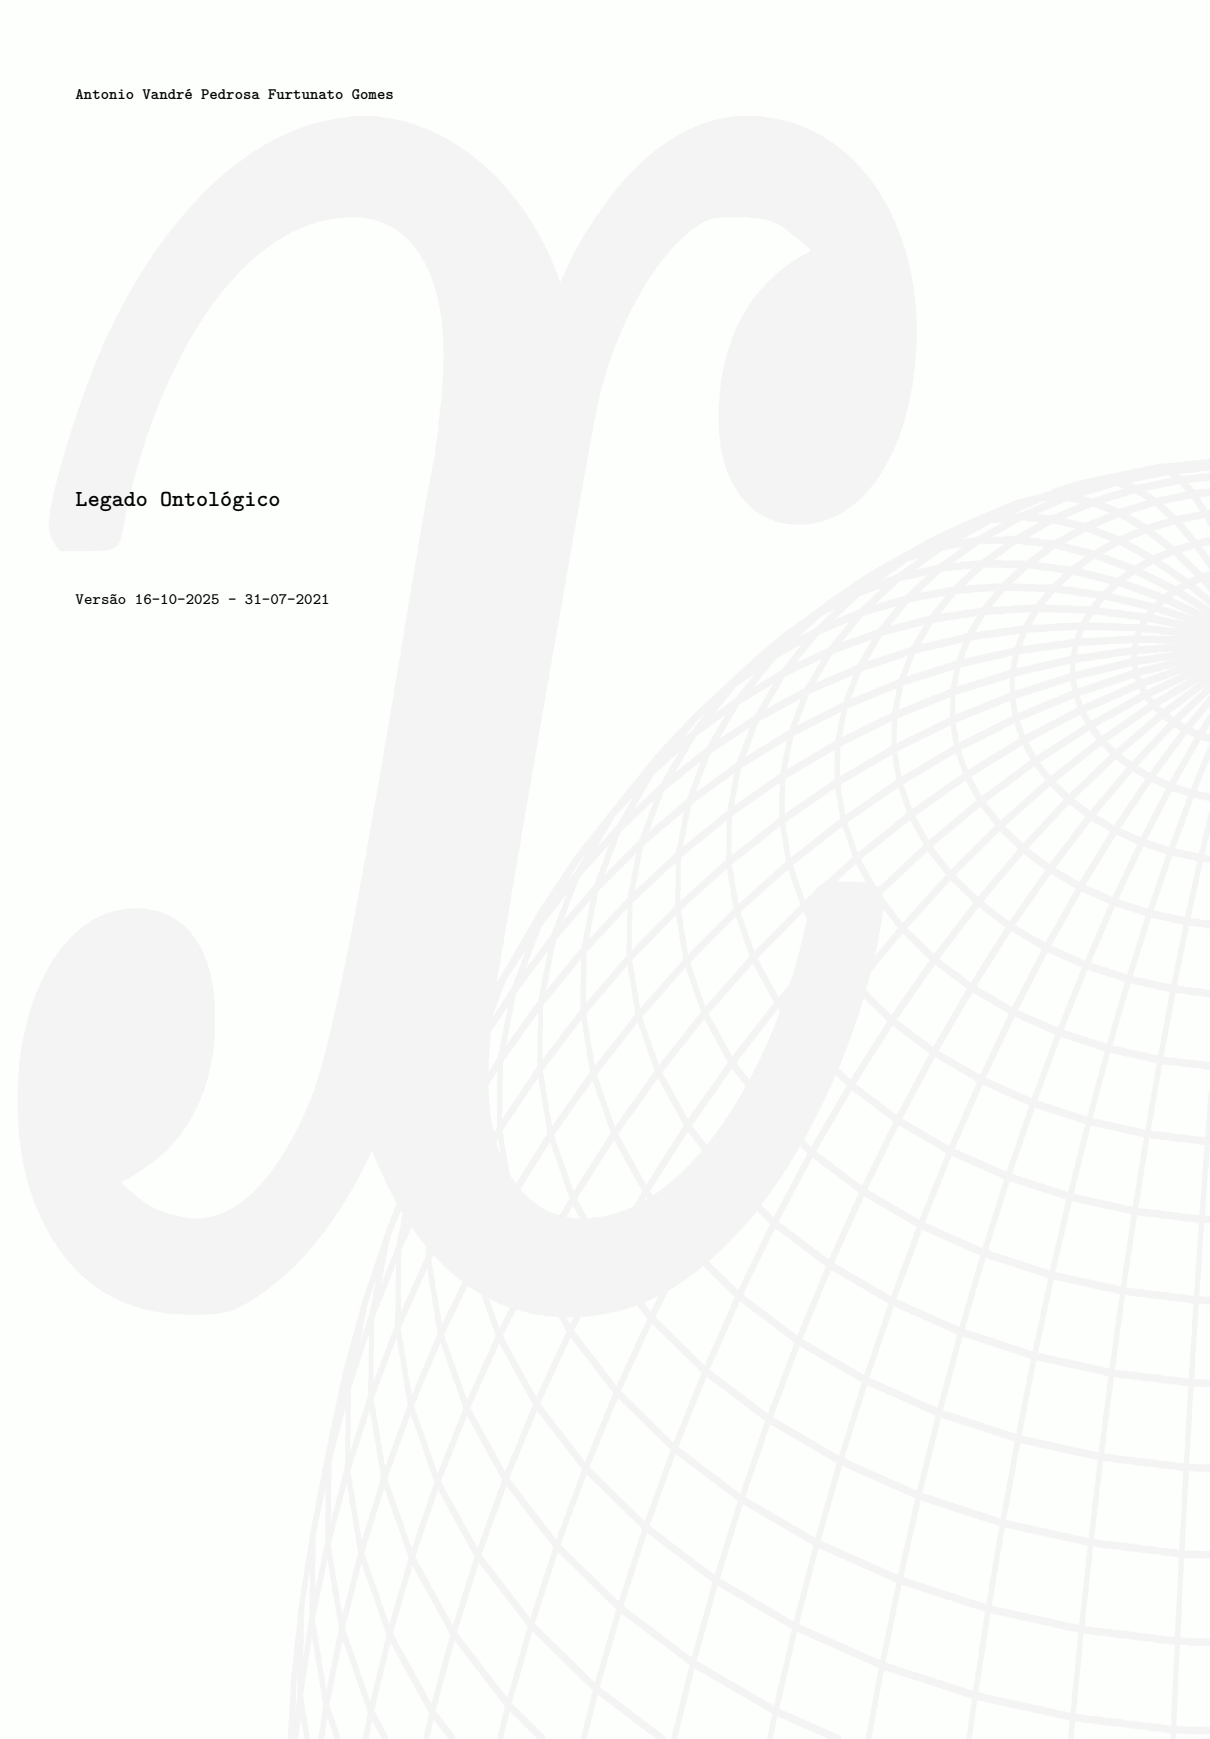 Antonio Vandré Pedrosa Furtunato Gomes
Legado Ontológico
Versão 16-10-2025 - 31-07-2021